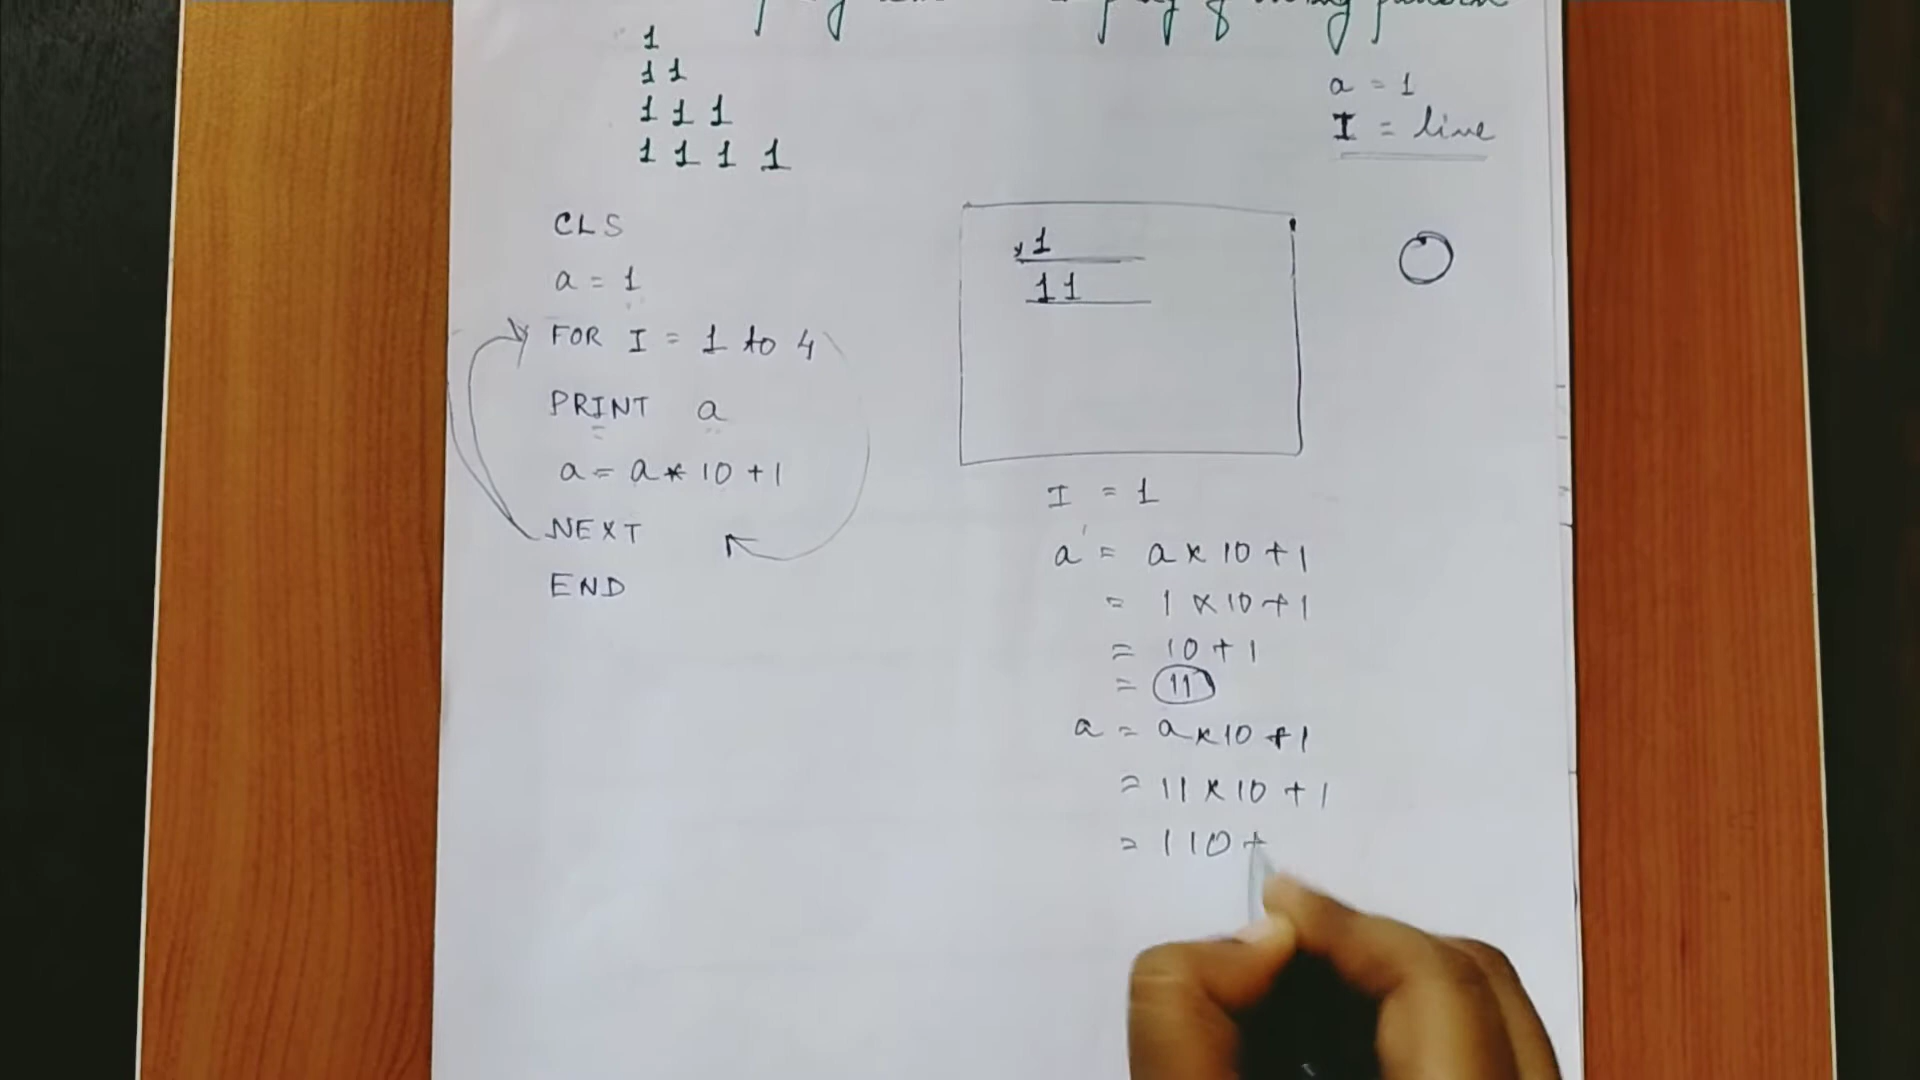 1
1 1
1 1 1
1 1 1 1
a = 1
I = line
CLS
a = 1
FOR I = 1 to 4
PRINT a
a = a * 10 + 1
NEXT
END
1
1 1
I = 1
a = a × 10 + 1
= 1 × 10 + 1
= 10 + 1
= 11
a = a × 10 + 1
= 11 × 10 + 1
= 110 +